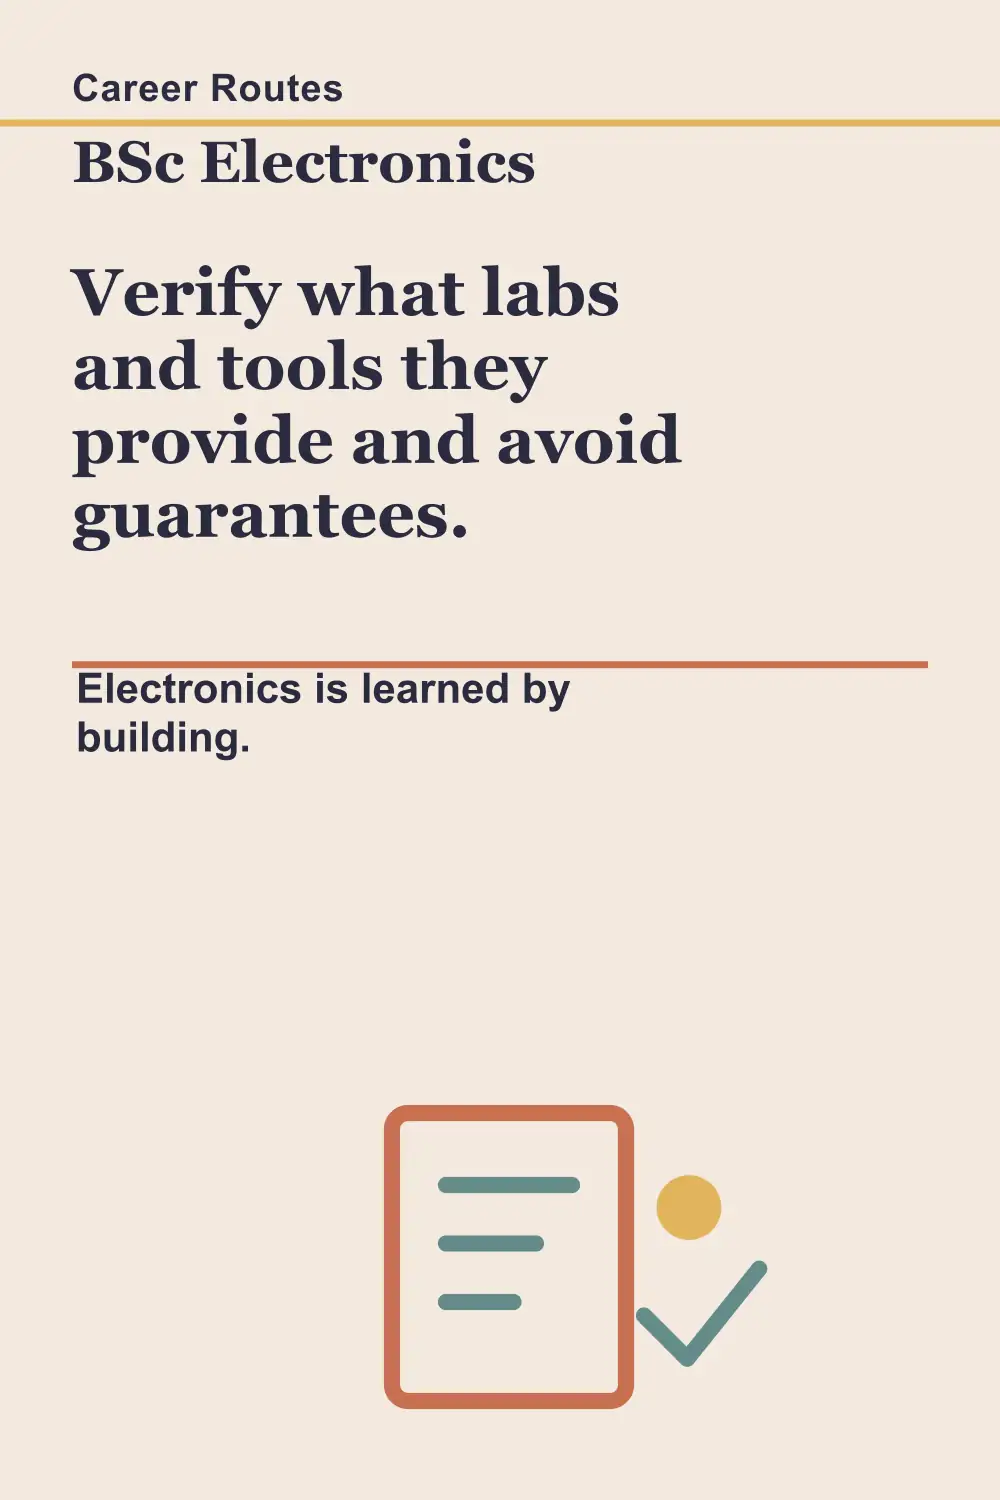 Career Routes
BSc Electronics
Verify what labs
and tools they
provide and avoid
guarantees.
Electronics is learned by
building.